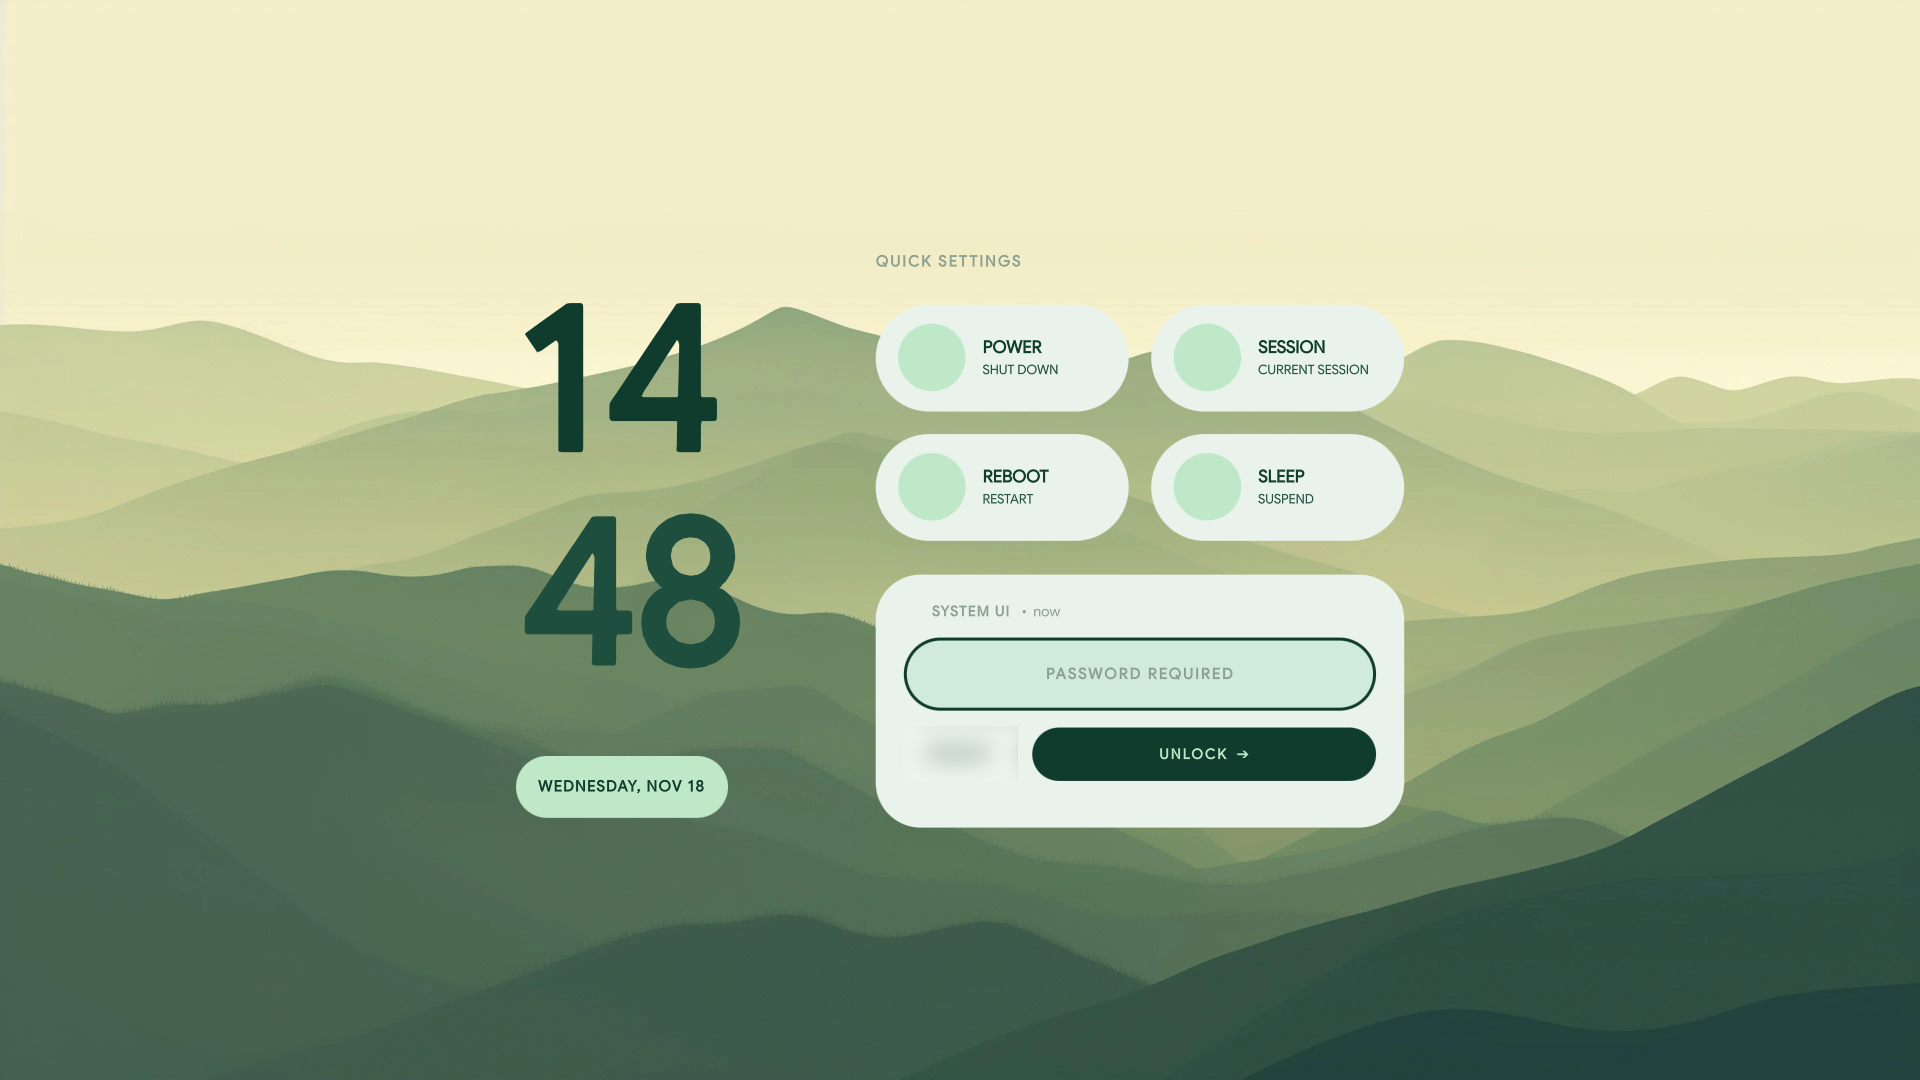 14
48
WEDNESDAY, NOV 18
QUICK SETTINGS
POWER
SHUT DOWN
SESSION
CURRENT SESSION
REBOOT
RESTART
SLEEP
SUSPEND
SYSTEM UI • now
PASSWORD REQUIRED
UNLOCK →